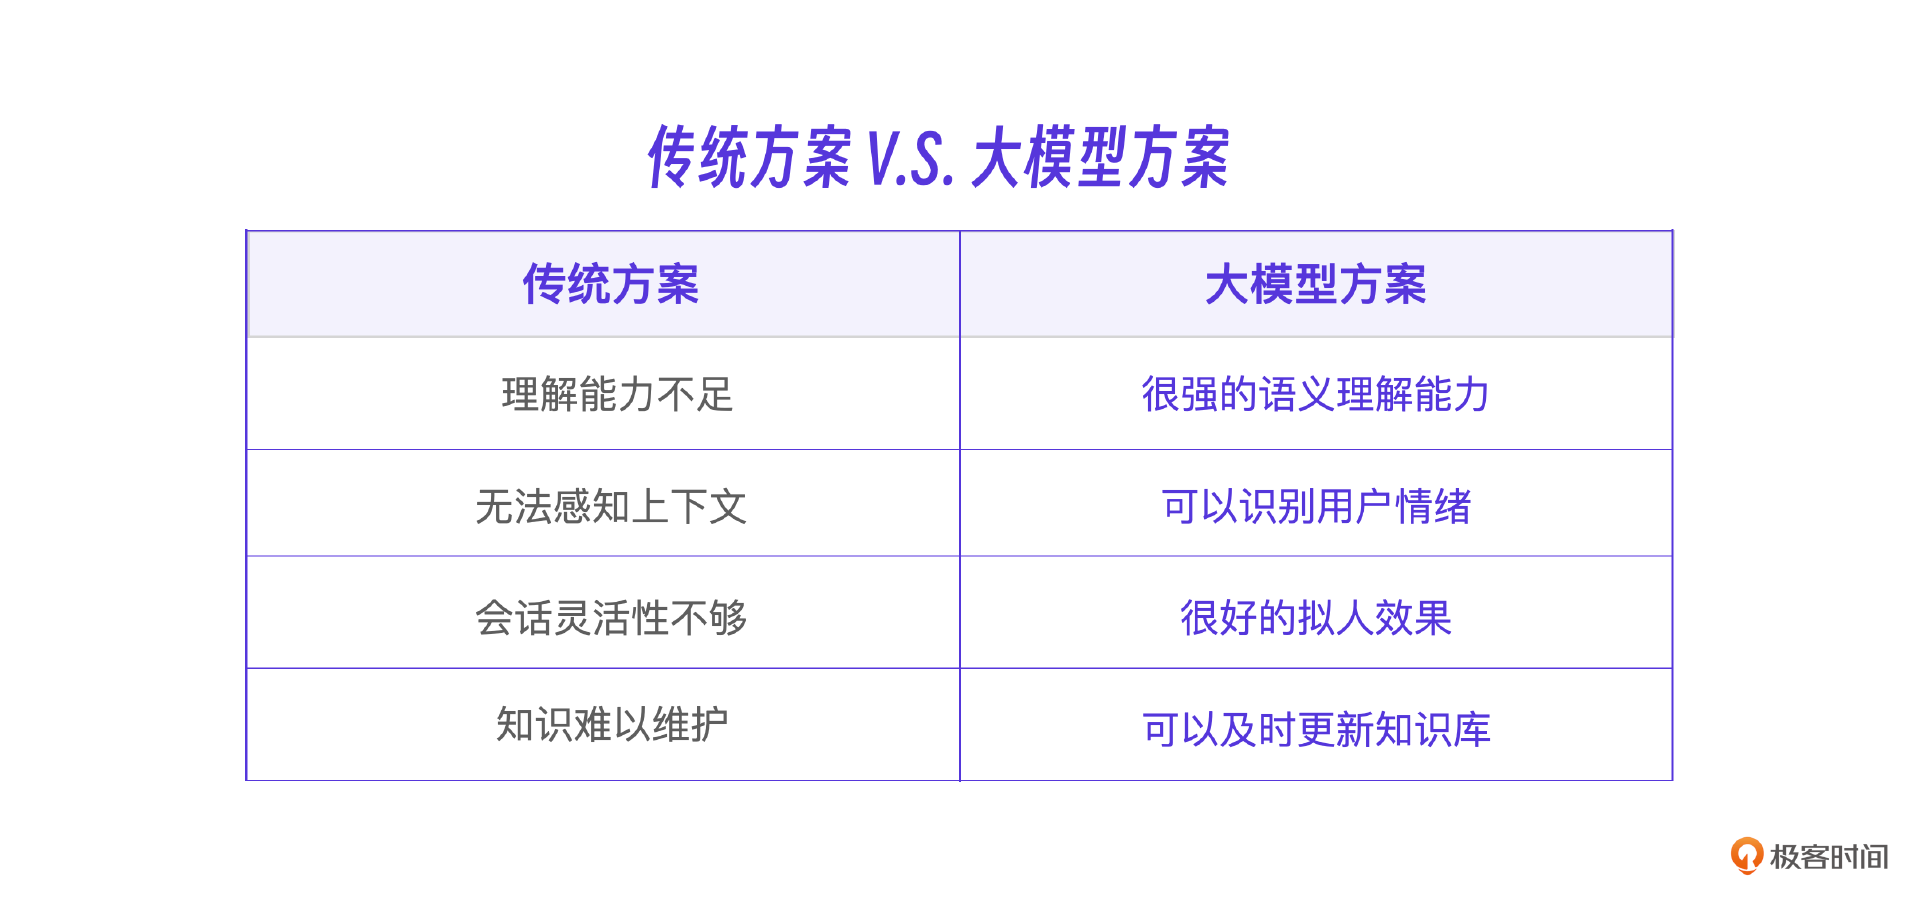 传统方案 V.S. 大模型方案
传统方案 大模型方案
理解能力不足 很强的语义理解能力
无法感知上下文 可以识别用户情绪
会话灵活性不够 很好的拟人效果
知识难以维护 可以及时更新知识库
极客时间